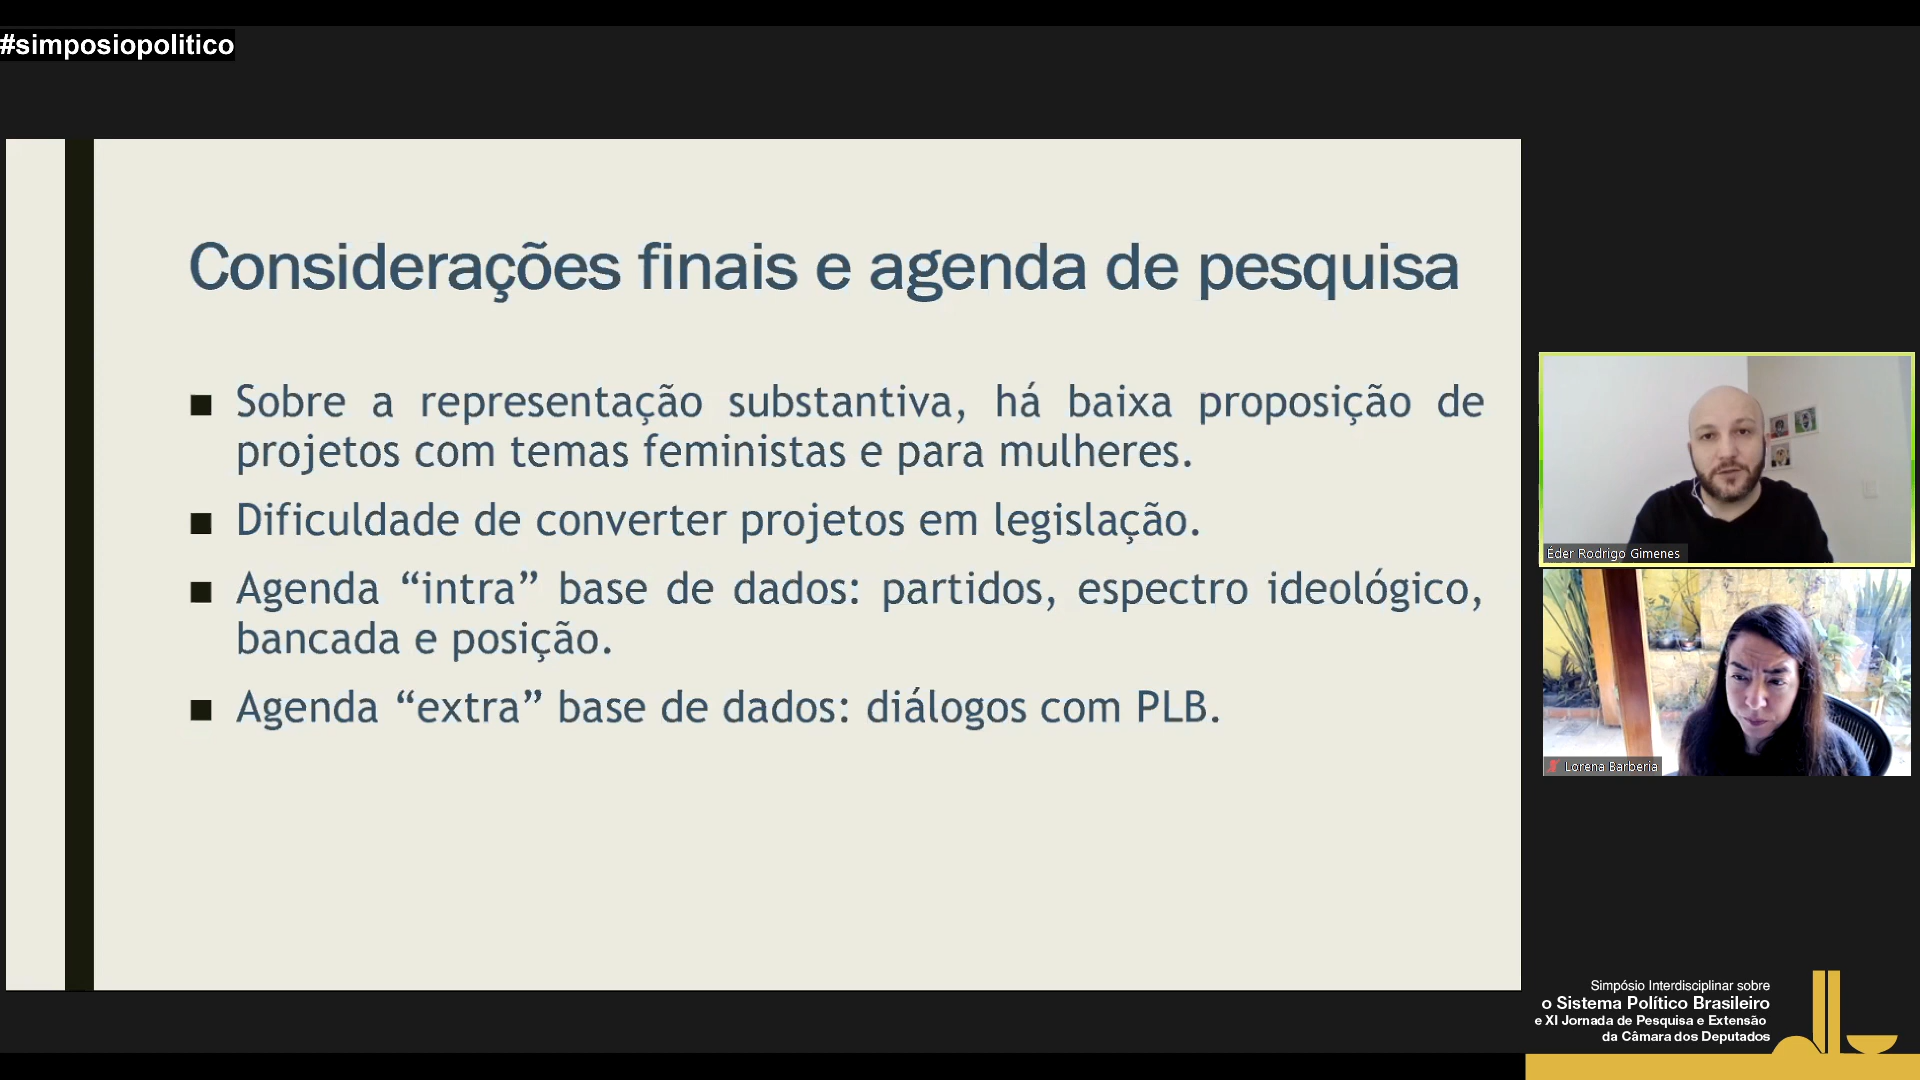 #simposiopolitico
Considerações finais e agenda de pesquisa
■ Sobre a representação substantiva, há baixa proposição de
projetos com temas feministas e para mulheres.
■ Dificuldade de converter projetos em legislação.
■ Agenda “intra” base de dados: partidos, espectro ideológico,
bancada e posição.
■ Agenda “extra” base de dados: diálogos com PLB.
Éder Rodrigo Gimenes
Lorena Barberia
Simpósio Interdisciplinar sobre
o Sistema Político Brasileiro
e XI Jornada de Pesquisa e Extensão
da Câmara dos Deputados